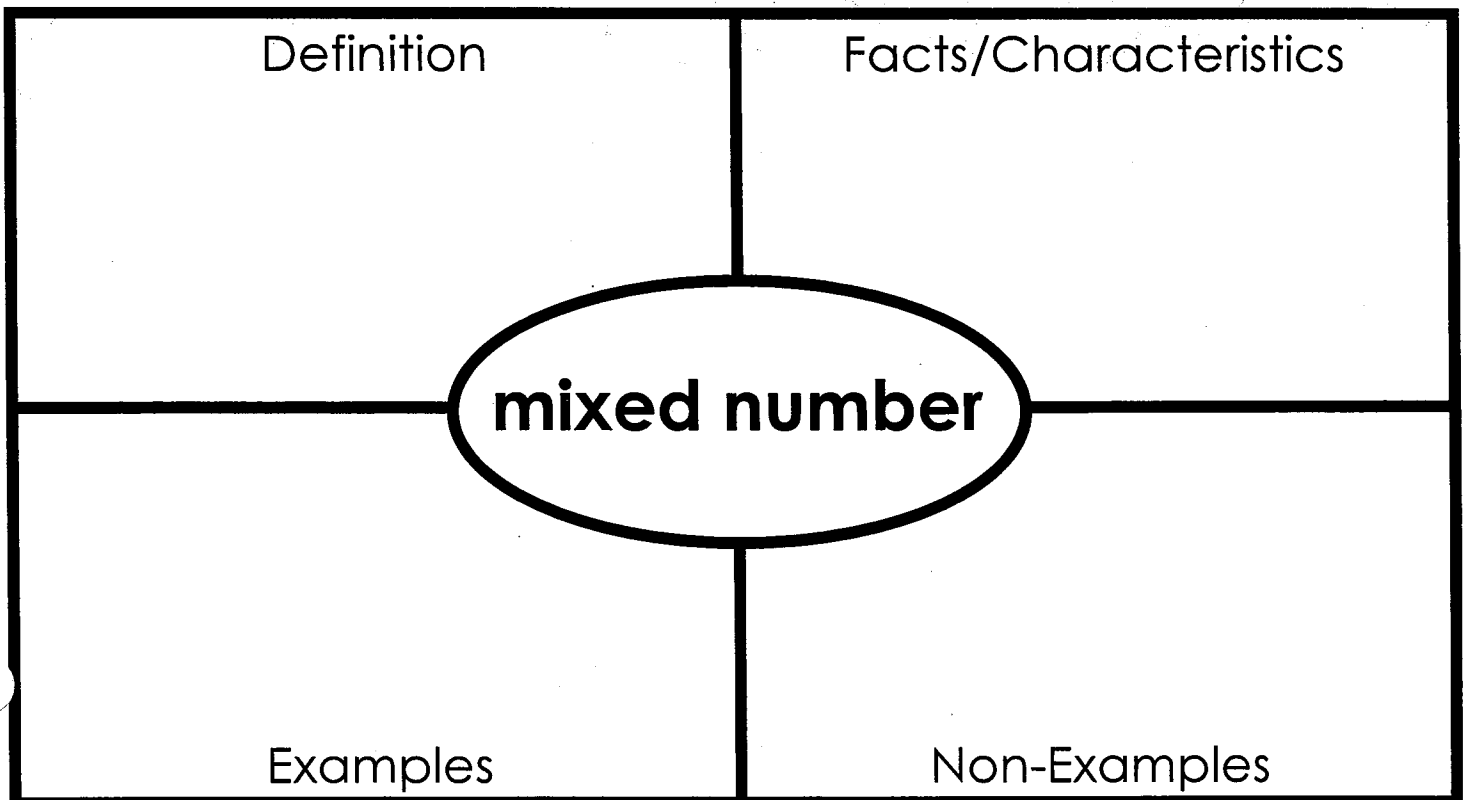 Definition
Facts/Characteristics
mixed number
Examples
Non-Examples